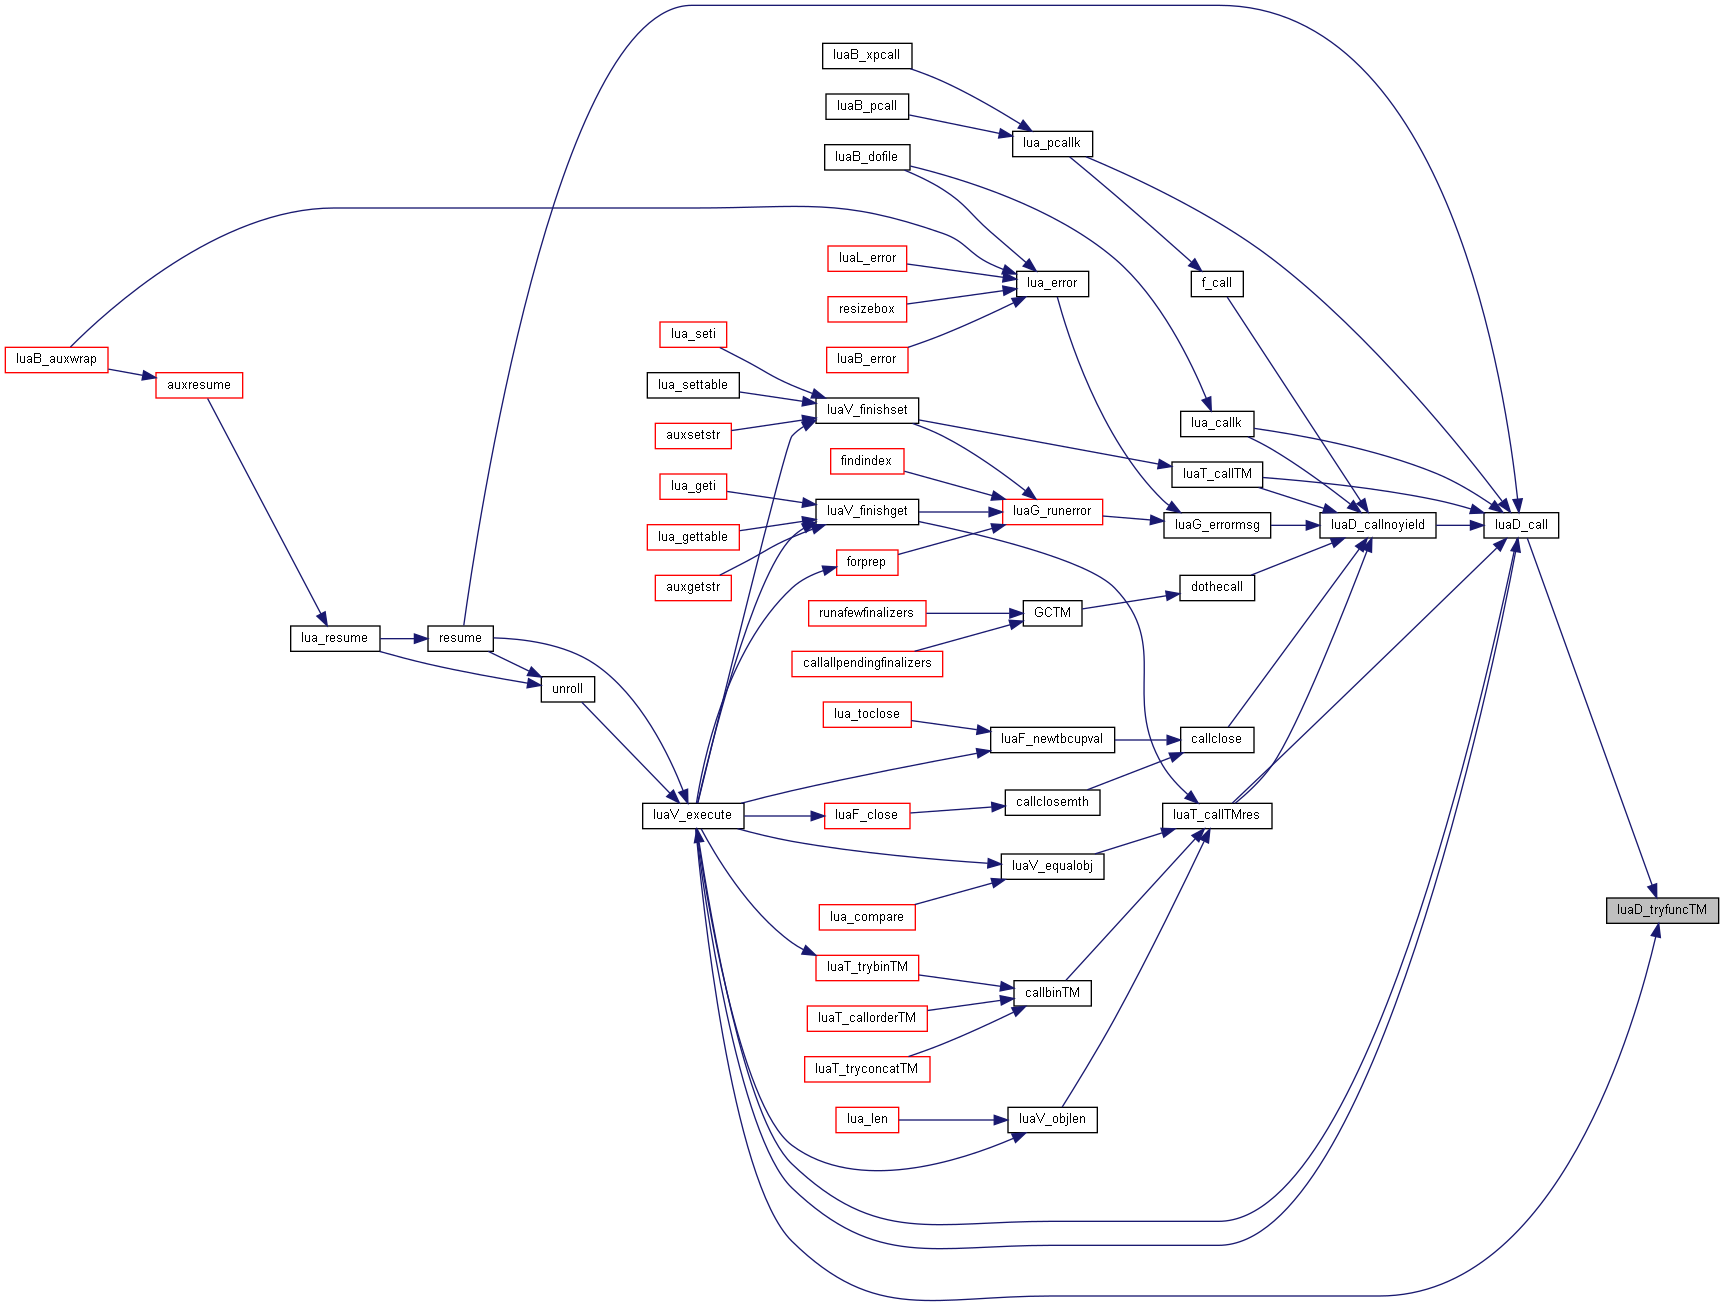 luaB_xpcall
luaB_pcall
lua_pcallk
luaB_dofile
luaL_error
lua_error
f_call
resizebox
lua_seti
luaB_error
luaB_auxwrap
auxresume
lua_settable
luaV_finishset
lua_callk
auxsetstr
findindex
luaT_callTM
lua_geti
luaV_finishget
luaG_runerror
luaG_errormsg
luaD_callnoyield
luaD_call
lua_gettable
forprep
auxgetstr
dothecall
runafewfinalizers
GCTM
lua_resume
resume
callallpendingfinalizers
unroll
lua_toclose
luaF_newtbcupval
callclose
callclosemth
luaV_execute
luaF_close
luaT_callTMres
luaV_equalobj
lua_compare
luaD_tryfuncTM
luaT_trybinTM
callbinTM
luaT_callorderTM
luaT_tryconcatTM
lua_len
luaV_objlen